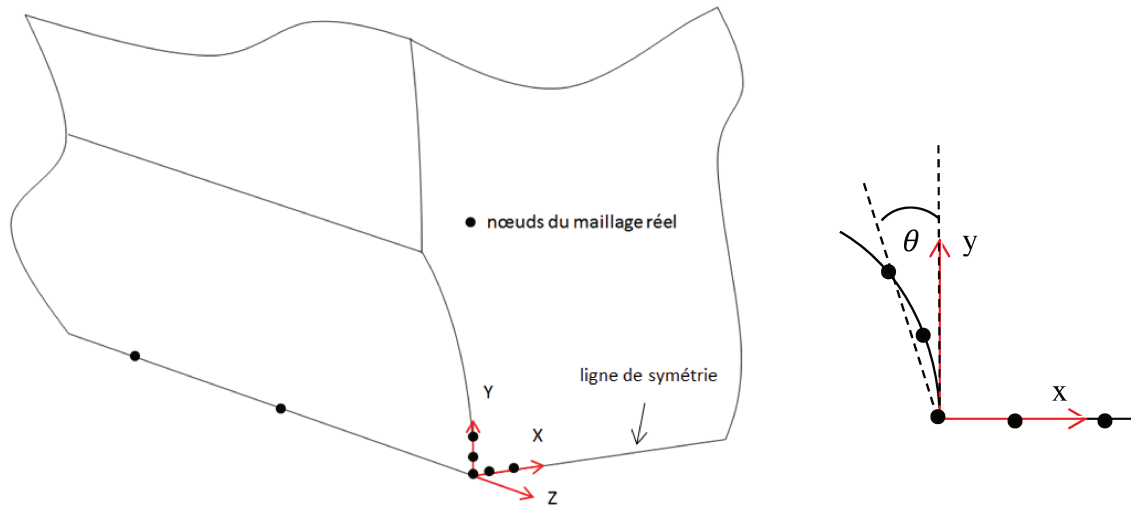 nœuds du maillage réel
ligne de symétrie
Y
X
Z
θ
y
x